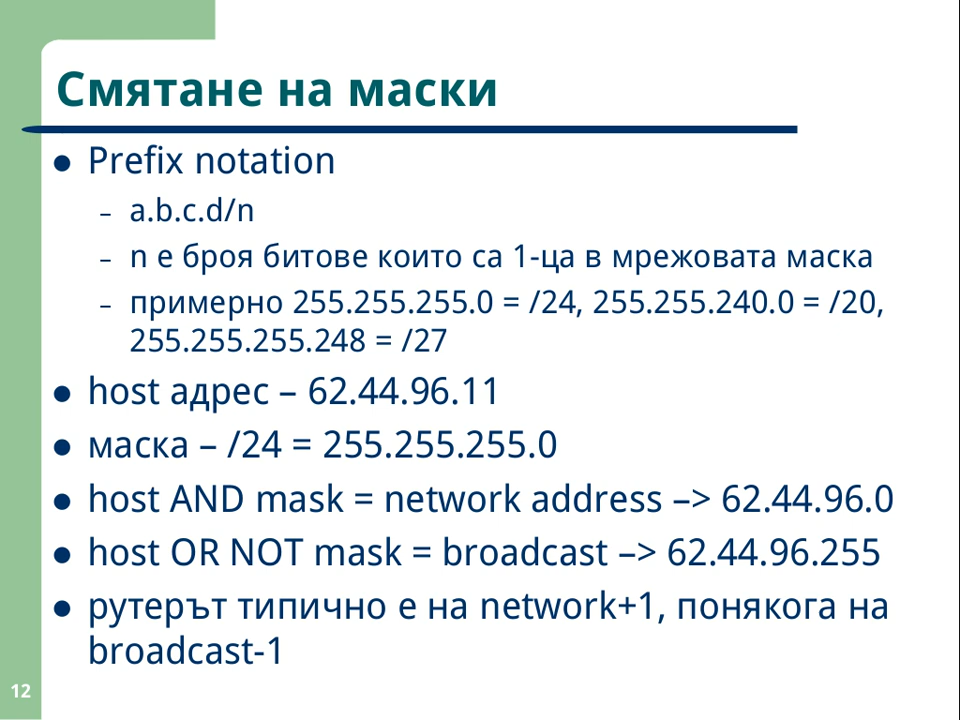 Смятане на маски
Prefix notation
– a.b.c.d/n
– n е броя битове които са 1-ца в мрежовата маска
– примерно 255.255.255.0 = /24, 255.255.240.0 = /20,
255.255.255.248 = /27
host адрес – 62.44.96.11
маска – /24 = 255.255.255.0
host AND mask = network address –> 62.44.96.0
host OR NOT mask = broadcast –> 62.44.96.255
рутерът типично е на network+1, понякога на
broadcast-1
12